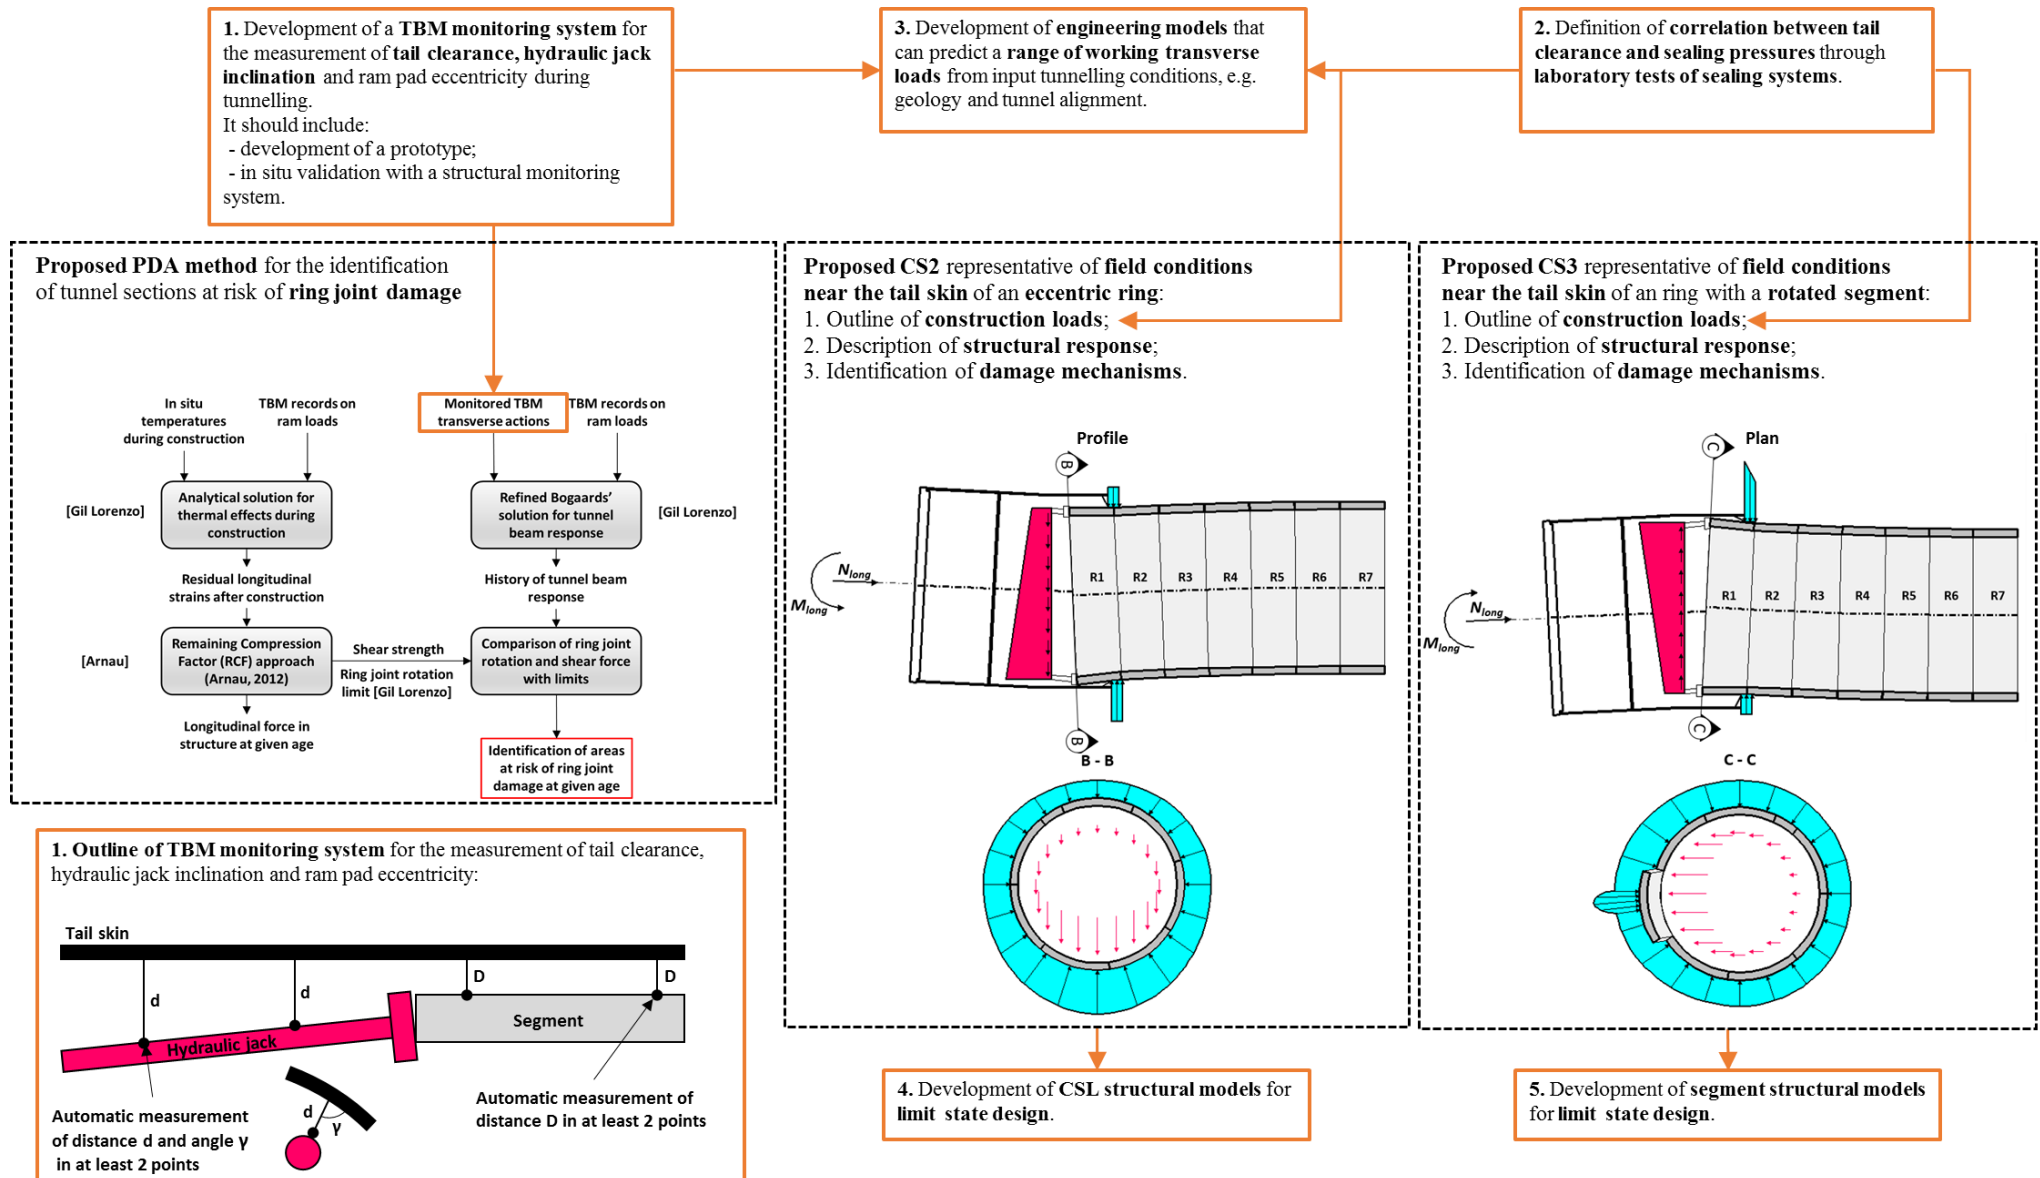 1. Development of a TBM monitoring system for
the measurement of tail clearance, hydraulic jack
inclination and ram pad eccentricity during
tunnelling.
It should include:
- development of a prototype;
- in situ validation with a structural monitoring
system.
3. Development of engineering models that
can predict a range of working transverse
loads from input tunnelling conditions, e.g.
geology and tunnel alignment.
2. Definition of correlation between tail
clearance and sealing pressures through
laboratory tests of sealing systems.
Proposed PDA method for the identification
of tunnel sections at risk of ring joint damage
In situ
temperatures
during construction
TBM records on
ram loads
Monitored TBM
transverse actions
TBM records on
ram loads
[Gil Lorenzo]
Analytical solution for
thermal effects during
construction
Refined Bogaards’
solution for tunnel
beam response
[Gil Lorenzo]
Residual longitudinal
strains after construction
History of tunnel beam
response
[Arnau]
Remaining Compression
Factor (RCF) approach
(Arnau, 2012)
Shear strength
Ring joint rotation
limit [Gil Lorenzo]
Comparison of ring joint
rotation and shear force
with limits
Longitudinal force in
structure at given age
Identification of areas
at risk of ring joint
damage at given age
Proposed CS2 representative of field conditions
near the tail skin of an eccentric ring:
1. Outline of construction loads;
2. Description of structural response;
3. Identification of damage mechanisms.
Profile
B
Nlong
Mlong
R1 R2 R3 R4 R5 R6 R7
B
B - B
Proposed CS3 representative of field conditions
near the tail skin of an ring with a rotated segment:
1. Outline of construction loads;
2. Description of structural response;
3. Identification of damage mechanisms.
Plan
C
Nlong
Mlong
R1 R2 R3 R4 R5 R6 R7
C
C - C
1. Outline of TBM monitoring system for the measurement of tail clearance,
hydraulic jack inclination and ram pad eccentricity:
Tail skin
d
d
D
D
Segment
Hydraulic jack
d
γ
Automatic measurement
of distance d and angle γ
in at least 2 points
Automatic measurement of
distance D in at least 2 points
4. Development of CSL structural models for
limit state design.
5. Development of segment structural models
for limit state design.